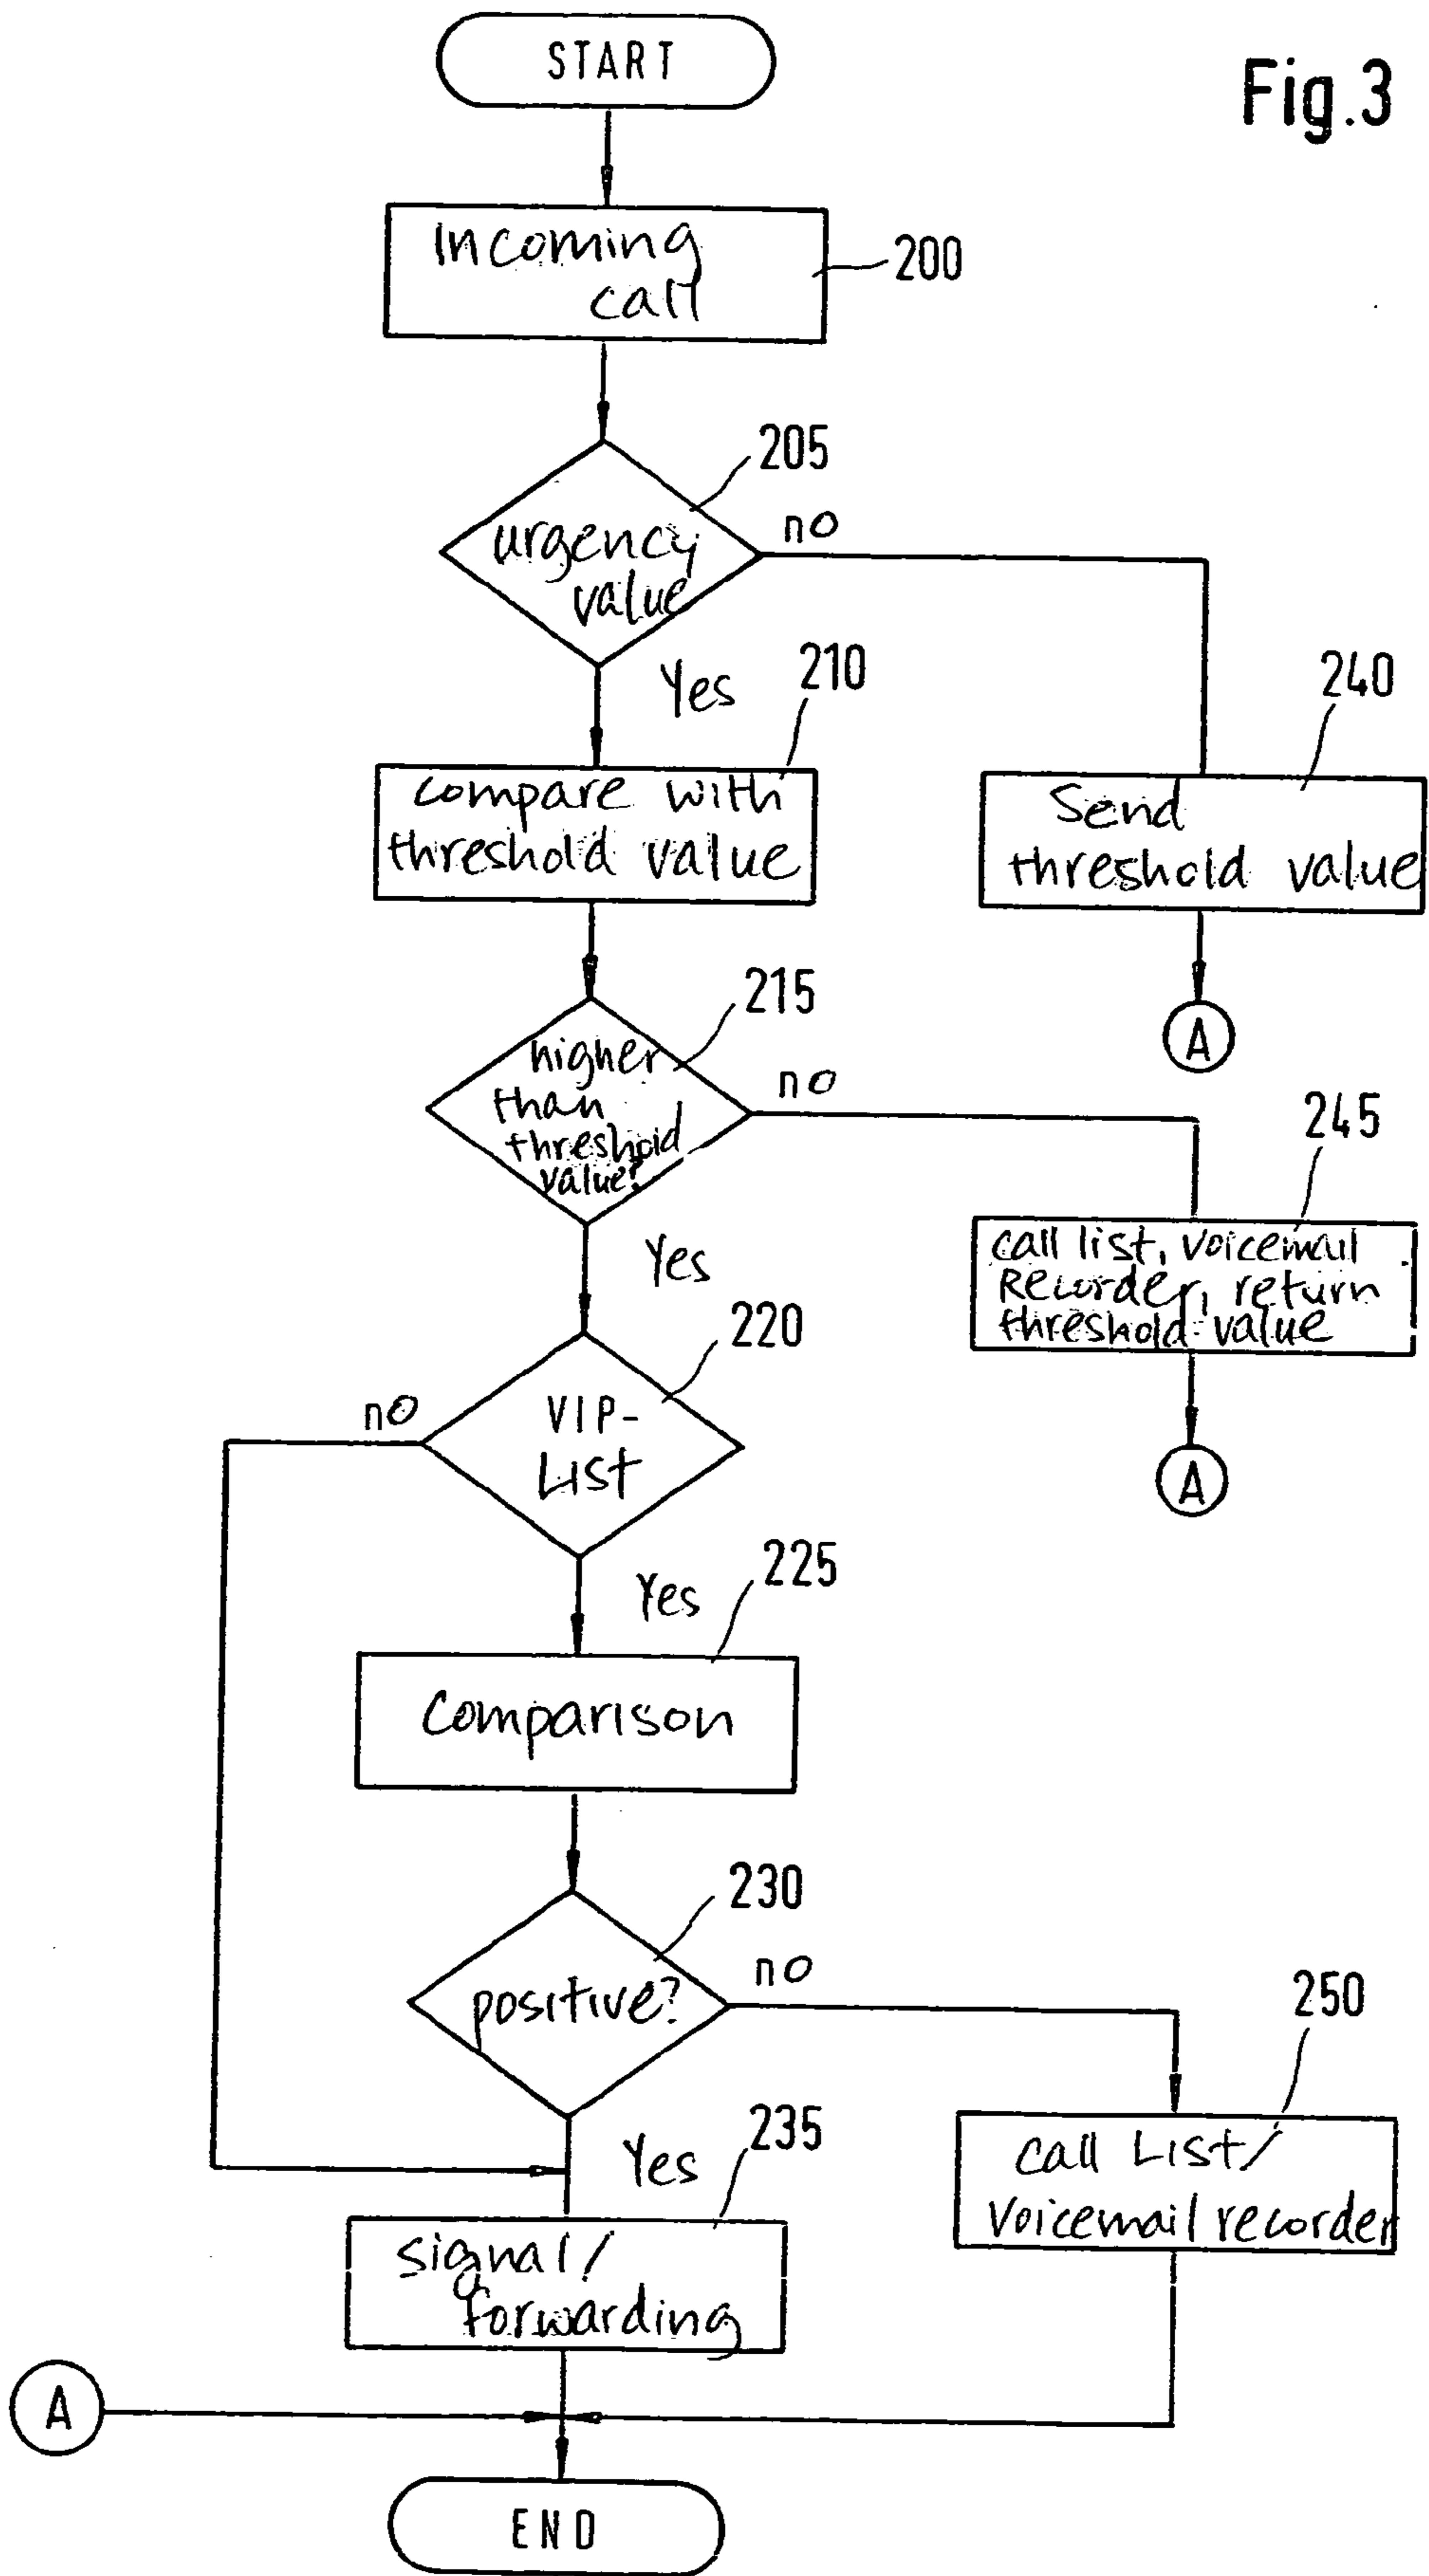 START
Fig.3
Incoming
call
200
205
urgency
value
no
Yes
210
compare with
threshold value
240
Send
threshold value
A
215
higher
than
threshold
value?
no
245
call list, voicemail
Recorder, return
threshold value
A
Yes
220
VIP-
List
no
Yes
225
Comparison
230
positive?
no
250
call List/
Voicemail recorder
Yes
235
signal/
forwarding
A
END